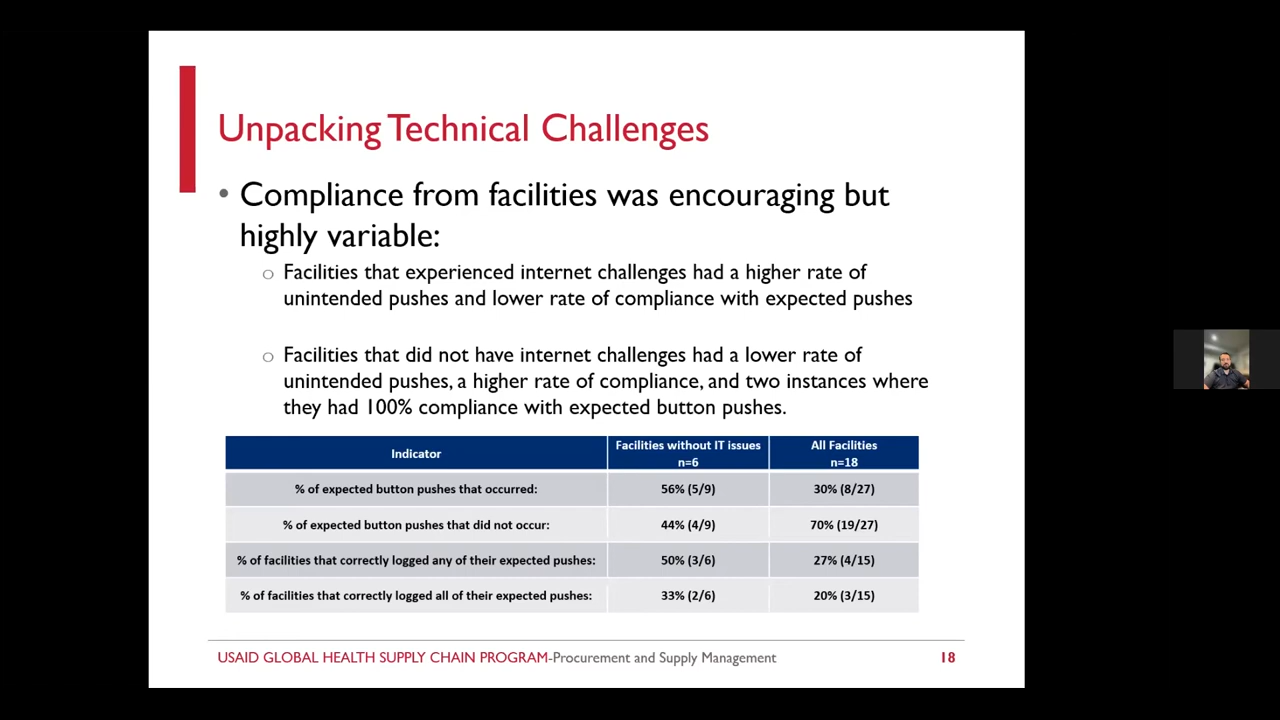 Unpacking Technical Challenges
• Compliance from facilities was encouraging but
highly variable:
o Facilities that experienced internet challenges had a higher rate of
unintended pushes and lower rate of compliance with expected pushes
o Facilities that did not have internet challenges had a lower rate of
unintended pushes, a higher rate of compliance, and two instances where
they had 100% compliance with expected button pushes.
Indicator Facilities without IT issues n=6 All Facilities n=18
% of expected button pushes that occurred: 56% (5/9) 30% (8/27)
% of expected button pushes that did not occur: 44% (4/9) 70% (19/27)
% of facilities that correctly logged any of their expected pushes: 50% (3/6) 27% (4/15)
% of facilities that correctly logged all of their expected pushes: 33% (2/6) 20% (3/15)
USAID GLOBAL HEALTH SUPPLY CHAIN PROGRAM-Procurement and Supply Management 18